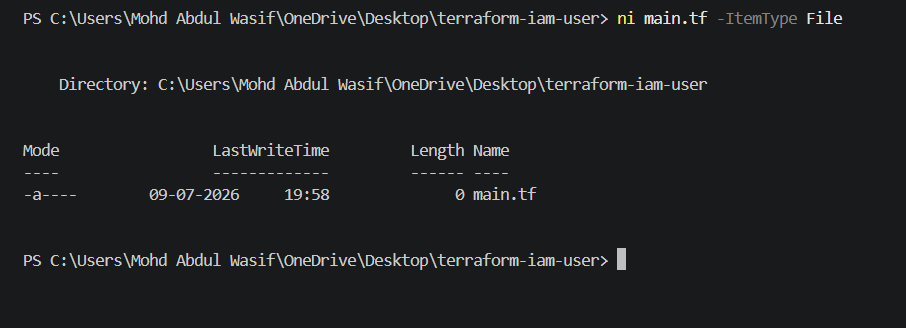 PS C:\Users\Mohd Abdul Wasif\OneDrive\Desktop\terraform-iam-user> ni main.tf -ItemType File
Directory: C:\Users\Mohd Abdul Wasif\OneDrive\Desktop\terraform-iam-user
Mode                 LastWriteTime         Length Name
----                 -------------         ------ ----
-a----        09-07-2026     19:58              0 main.tf
PS C:\Users\Mohd Abdul Wasif\OneDrive\Desktop\terraform-iam-user>